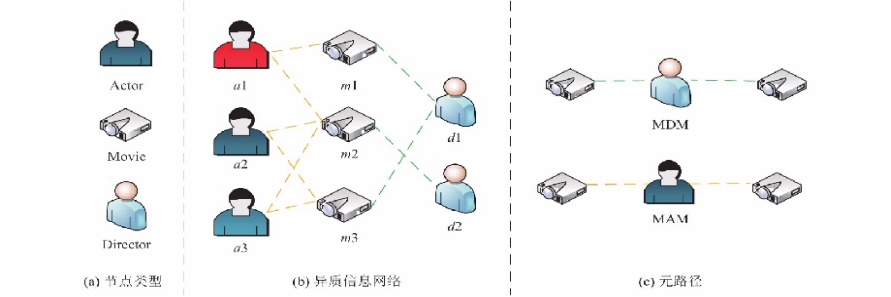 Actor
Movie
Director
(a) 节点类型
a1
a2
a3
m1
m2
m3
d1
d2
(b) 异质信息网络
MDM
MAM
(c) 元路径